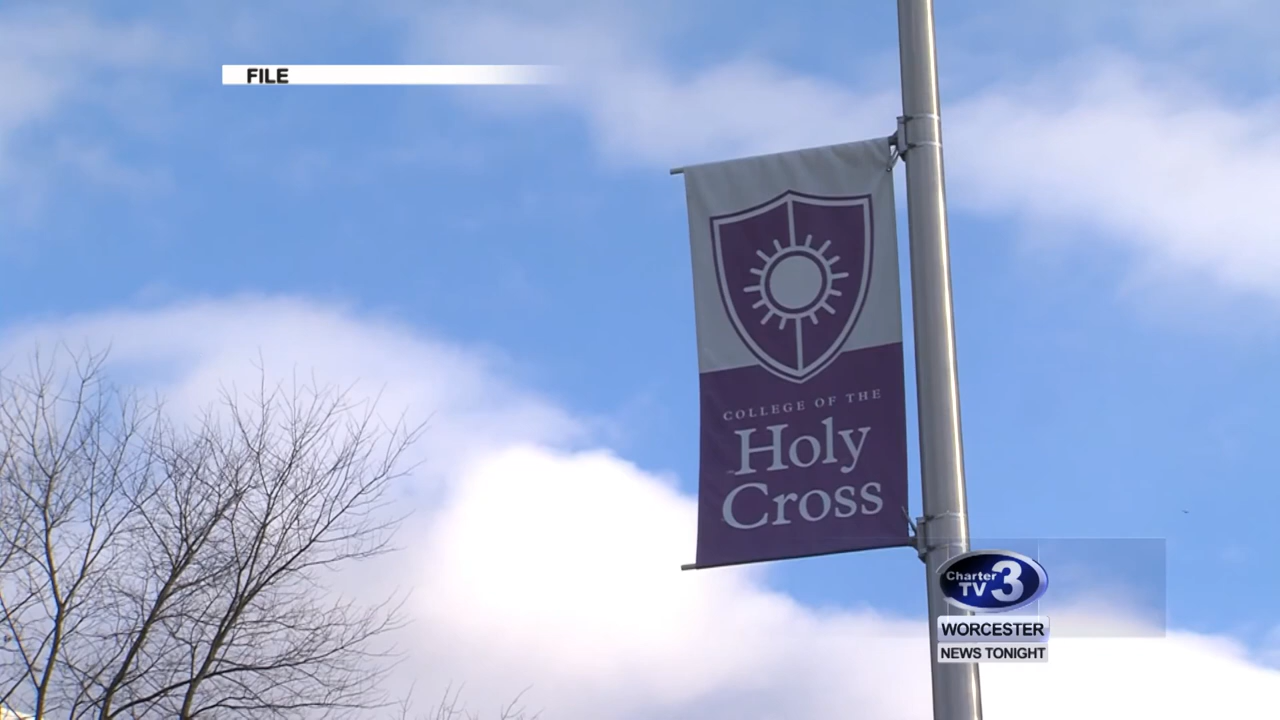 FILE
COLLEGE OF THE
Holy
Cross
Charter
TV 3
WORCESTER
NEWS TONIGHT